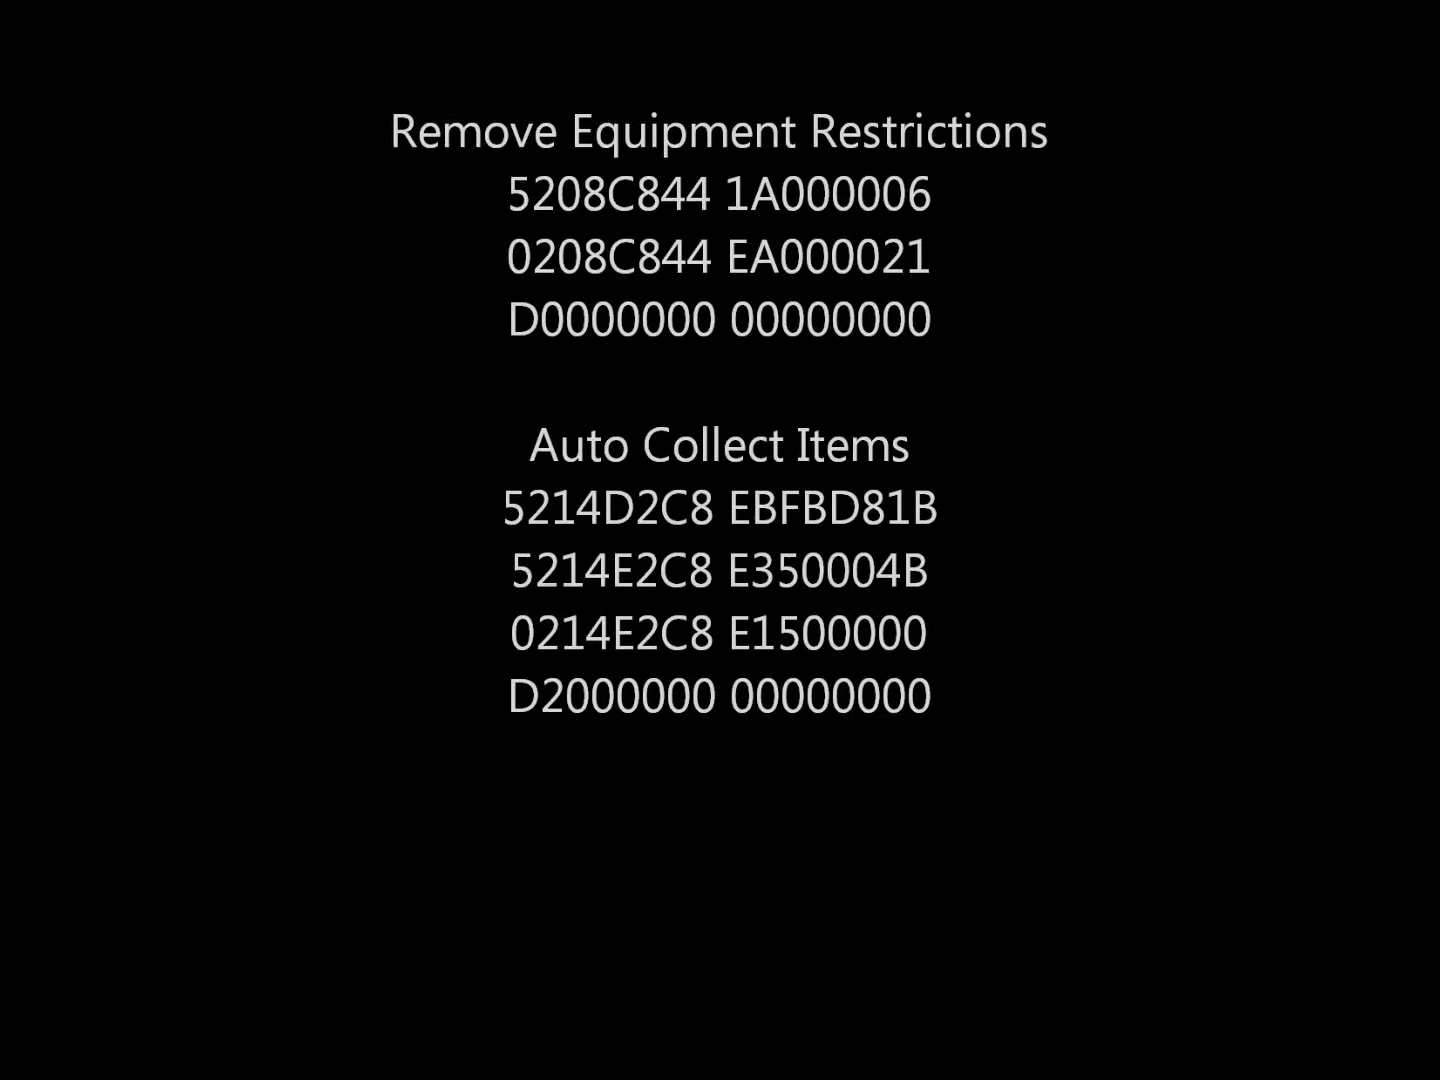 Remove Equipment Restrictions
5208C844 1A000006
0208C844 EA000021
D0000000 00000000
Auto Collect Items
5214D2C8 EBFBD81B
5214E2C8 E350004B
0214E2C8 E1500000
D2000000 00000000